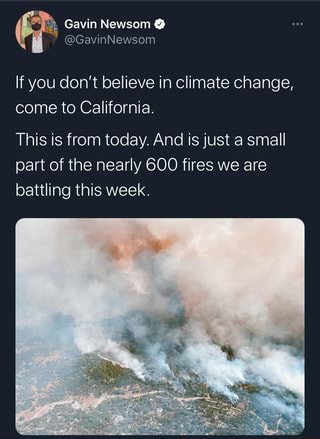 Gavin Newsom
@GavinNewsom
If you don’t believe in climate change,
come to California.
This is from today. And is just a small
part of the nearly 600 fires we are
battling this week.